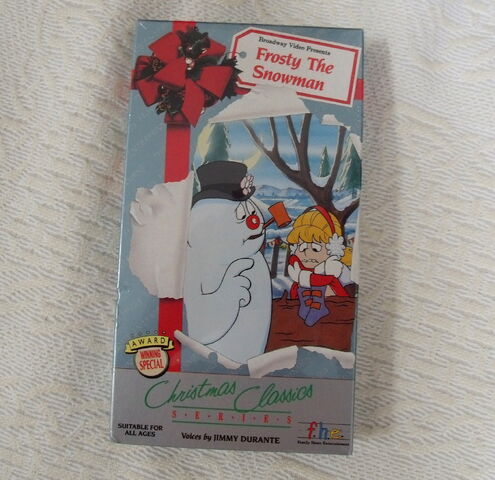 Broadway Video Presents
Frosty The
Snowman
AWARD
WINNING
SPECIAL
Christmas Classics
SERIES
SUITABLE FOR
ALL AGES
Voices by JIMMY DURANTE
f.h.e.
Family Home Entertainment